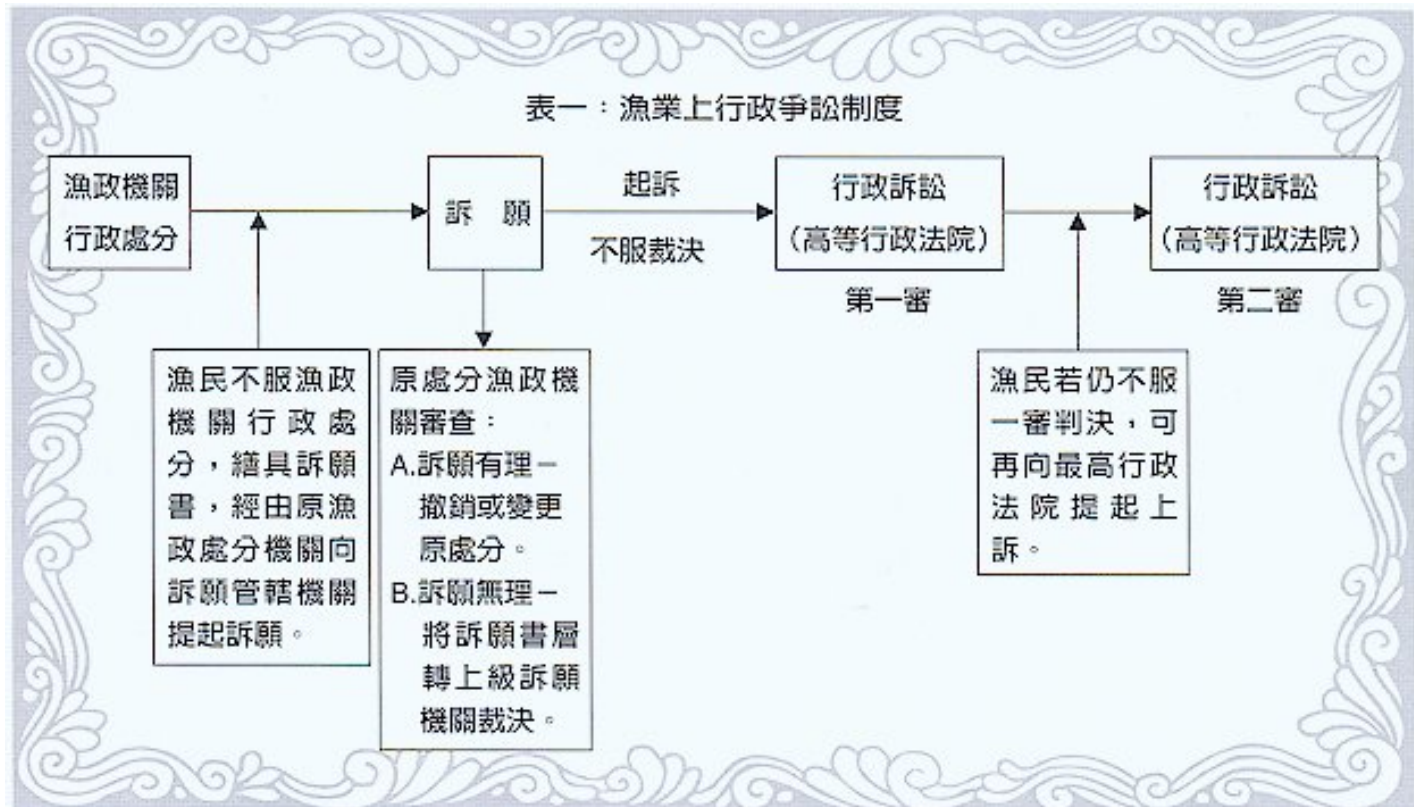 表一：漁業上行政爭訟制度
漁政機關
行政處分
訴 願
起訴
不服裁決
行政訴訟
（高等行政法院）
第一審
行政訴訟
（高等行政法院）
第二審
漁民不服漁政
機關行政處
分，繕具訴願
書，經由原漁
政處分機關向
訴願管轄機關
提起訴願。
原處分漁政機
關審查：
A.訴願有理－
撤銷或變更
原處分。
B.訴願無理－
將訴願書層
轉上級訴願
機關裁決。
漁民若仍不服
一審判決，可
再向最高行政
法院提起上
訴。